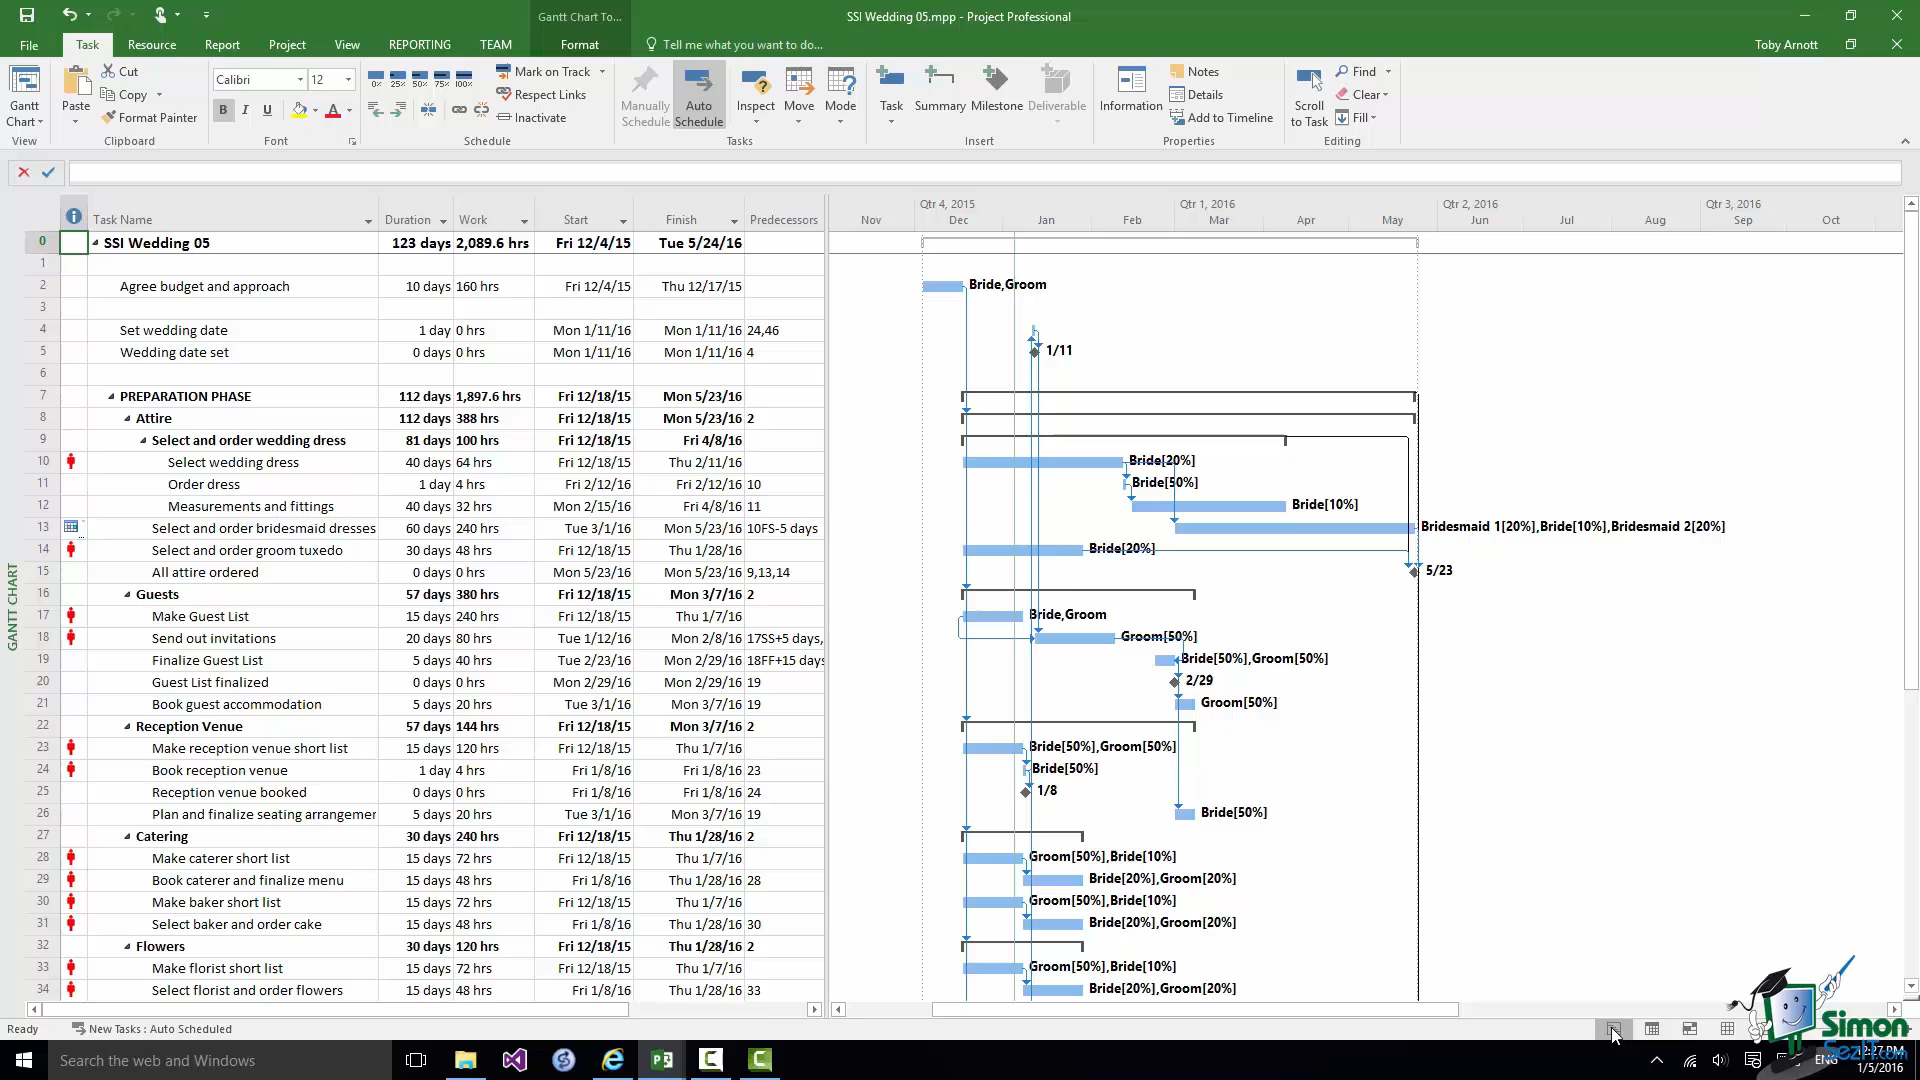 Gantt Chart To...
SSI Wedding 05.mpp - Project Professional
File Task Resource Report Project View REPORTING TEAM Format Tell me what you want to do... Toby Arnott
Gantt Chart
View
Paste
Cut
Copy
Format Painter
Clipboard
Calibri 12
B I U A
Font
0% 25% 50% 75% 100%
Mark on Track
Respect Links
Inactivate
Schedule
Manually Schedule
Auto Schedule
Inspect Move Mode
Tasks
Task Summary Milestone Deliverable
Insert
Information
Notes
Details
Add to Timeline
Properties
Scroll to Task
Find
Clear
Fill
Editing
Task Name Duration Work Start Finish Predecessors
Qtr 4, 2015 Qtr 1, 2016 Qtr 2, 2016 Qtr 3, 2016
Nov Dec Jan Feb Mar Apr May Jun Jul Aug Sep Oct
GANTT CHART
0 SSI Wedding 05 123 days 2,089.6 hrs Fri 12/4/15 Tue 5/24/16
1
2 Agree budget and approach 10 days 160 hrs Fri 12/4/15 Thu 12/17/15 Bride,Groom
3
4 Set wedding date 1 day 0 hrs Mon 1/11/16 Mon 1/11/16 24,46
5 Wedding date set 0 days 0 hrs Mon 1/11/16 Mon 1/11/16 4 1/11
6
7 PREPARATION PHASE 112 days 1,897.6 hrs Fri 12/18/15 Mon 5/23/16
8 Attire 112 days 388 hrs Fri 12/18/15 Mon 5/23/16 2
9 Select and order wedding dress 81 days 100 hrs Fri 12/18/15 Fri 4/8/16
10 Select wedding dress 40 days 64 hrs Fri 12/18/15 Thu 2/11/16 Bride[20%]
11 Order dress 1 day 4 hrs Fri 2/12/16 Fri 2/12/16 10 Bride[50%]
12 Measurements and fittings 40 days 32 hrs Mon 2/15/16 Fri 4/8/16 11 Bride[10%]
13 Select and order bridesmaid dresses 60 days 240 hrs Tue 3/1/16 Mon 5/23/16 10FS-5 days Bridesmaid 1[20%],Bride[10%],Bridesmaid 2[20%]
14 Select and order groom tuxedo 30 days 48 hrs Fri 12/18/15 Thu 1/28/16 Bride[20%]
15 All attire ordered 0 days 0 hrs Mon 5/23/16 Mon 5/23/16 9,13,14 5/23
16 Guests 57 days 380 hrs Fri 12/18/15 Mon 3/7/16 2
17 Make Guest List 15 days 240 hrs Fri 12/18/15 Thu 1/7/16 Bride,Groom
18 Send out invitations 20 days 80 hrs Tue 1/12/16 Mon 2/8/16 17SS+5 days, Groom[50%]
19 Finalize Guest List 5 days 40 hrs Tue 2/23/16 Mon 2/29/16 18FF+15 days Bride[50%],Groom[50%]
20 Guest List finalized 0 days 0 hrs Mon 2/29/16 Mon 2/29/16 19 2/29
21 Book guest accommodation 5 days 20 hrs Tue 3/1/16 Mon 3/7/16 19 Groom[50%]
22 Reception Venue 57 days 144 hrs Fri 12/18/15 Mon 3/7/16 2
23 Make reception venue short list 15 days 120 hrs Fri 12/18/15 Thu 1/7/16 Bride[50%],Groom[50%]
24 Book reception venue 1 day 4 hrs Fri 1/8/16 Fri 1/8/16 23 Bride[50%]
25 Reception venue booked 0 days 0 hrs Fri 1/8/16 Fri 1/8/16 24 1/8
26 Plan and finalize seating arrangemer 5 days 20 hrs Tue 3/1/16 Mon 3/7/16 19 Bride[50%]
27 Catering 30 days 240 hrs Fri 12/18/15 Thu 1/28/16 2
28 Make caterer short list 15 days 72 hrs Fri 12/18/15 Thu 1/7/16 Groom[50%],Bride[10%]
29 Book caterer and finalize menu 15 days 48 hrs Fri 1/8/16 Thu 1/28/16 28 Bride[20%],Groom[20%]
30 Make baker short list 15 days 72 hrs Fri 12/18/15 Thu 1/7/16 Groom[50%],Bride[10%]
31 Select baker and order cake 15 days 48 hrs Fri 1/8/16 Thu 1/28/16 30 Bride[20%],Groom[20%]
32 Flowers 30 days 120 hrs Fri 12/18/15 Thu 1/28/16 2
33 Make florist short list 15 days 72 hrs Fri 12/18/15 Thu 1/7/16 Groom[50%],Bride[10%]
34 Select florist and order flowers 15 days 48 hrs Fri 1/8/16 Thu 1/28/16 33 Bride[20%],Groom[20%]
Ready New Tasks : Auto Scheduled
Simon SezIT.com
Search the web and Windows
ENG 12:27 PM
1/5/2016